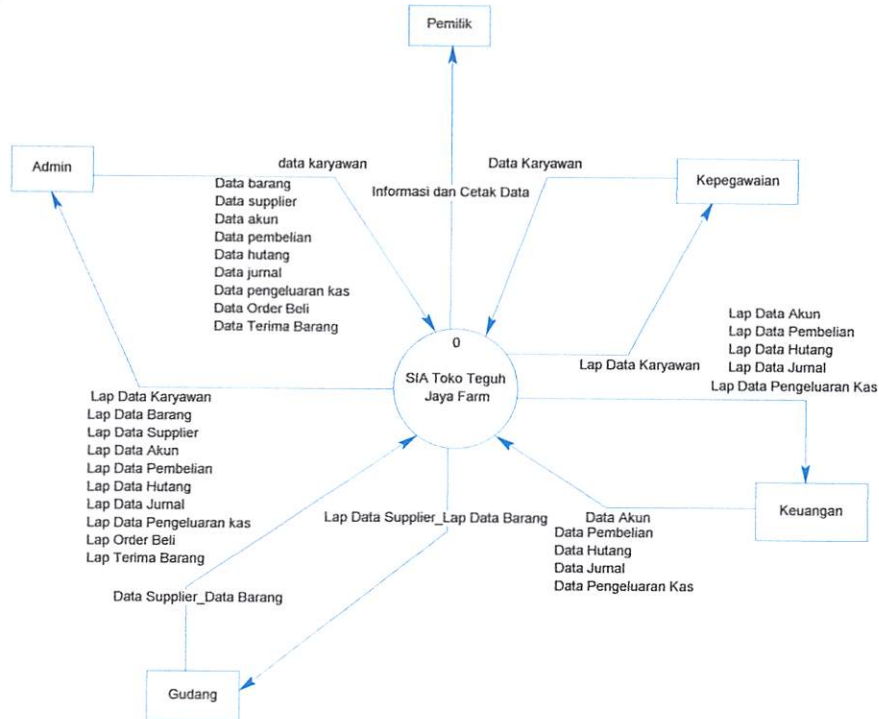 Pemilik
Admin
data karyawan
Data barang
Data supplier
Data akun
Data pembelian
Data hutang
Data jurnal
Data pengeluaran kas
Data Order Beli
Data Terima Barang
Informasi dan Cetak Data
Data Karyawan
Kepegawaian
Lap Data Karyawan
0
SIA Toko Teguh
Jaya Farm
Lap Data Akun
Lap Data Pembelian
Lap Data Hutang
Lap Data Jurnal
Lap Data Pengeluaran Kas
Lap Data Karyawan
Lap Data Barang
Lap Data Supplier
Lap Data Akun
Lap Data Pembelian
Lap Data Hutang
Lap Data Jurnal
Lap Data Pengeluaran kas
Lap Order Beli
Lap Terima Barang
Lap Data Supplier_Lap Data Barang
Data Akun
Data Pembelian
Data Hutang
Data Jurnal
Data Pengeluaran Kas
Keuangan
Data Supplier_Data Barang
Gudang